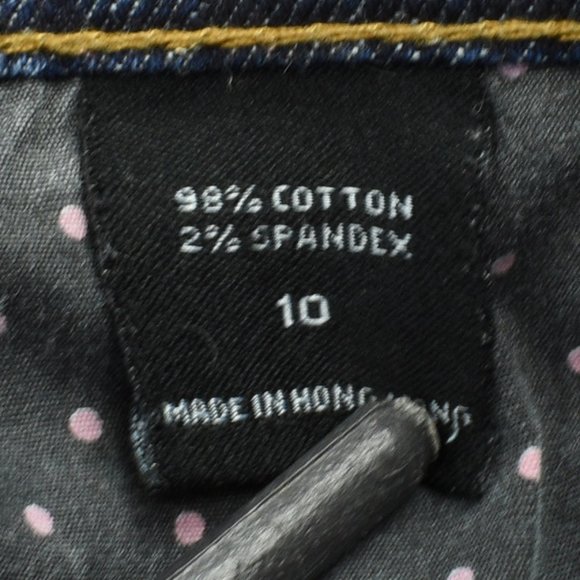 98% COTTON
2% SPANDEX
10
MADE IN HONG